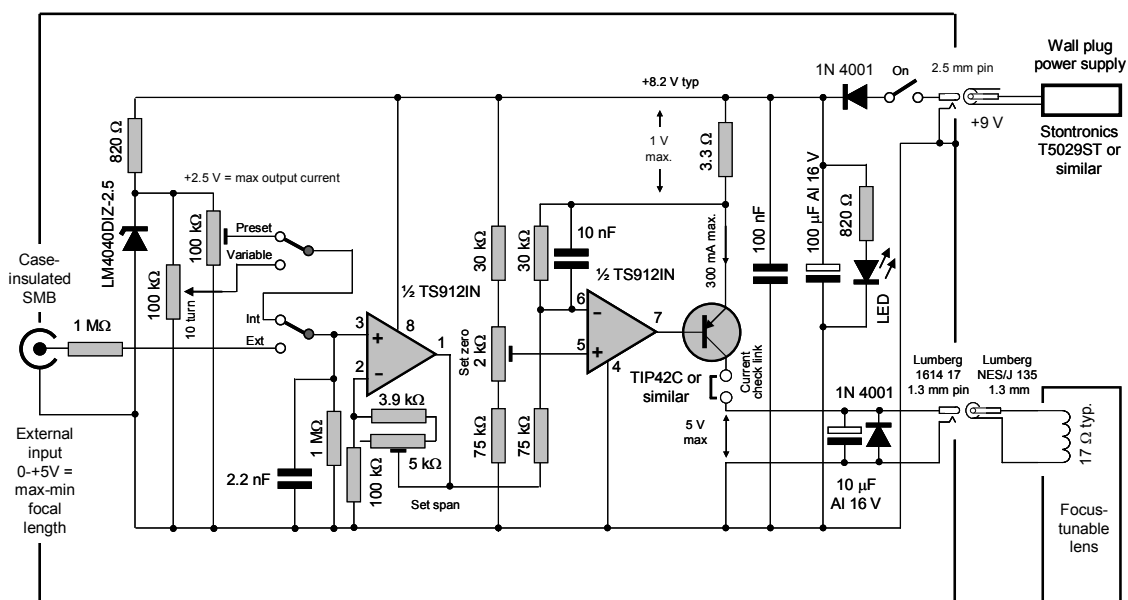 Wall plug
power supply
1N 4001
On
2.5 mm pin
+8.2 V typ
+9 V
Stontronics
T5029ST or
similar
820 Ω
1 V
max.
3.3 Ω
+2.5 V = max output current
LM4040DIZ-2.5
100 kΩ
Preset
Variable
100 kΩ
10 turn
30 kΩ
30 kΩ
10 nF
300 mA max.
100 nF
100 µF Al 16 V
820 Ω
LED
Case-
insulated
SMB
1 MΩ
Int
Ext
½ TS912IN
½ TS912IN
3
8
1
2
Set zero
2 kΩ
6
5
7
4
TIP42C or
similar
Current
check link
1N 4001
Lumberg
1614 17
1.3 mm pin
Lumberg
NES/J 135
1.3 mm
3.9 kΩ
5 kΩ
75 kΩ
75 kΩ
5 V
max
17 Ω typ.
External
input
0-+5V =
max-min
focal
length
2.2 nF
1 MΩ
100 kΩ
Set span
10 µF
Al 16 V
Focus-
tunable
lens
+
−
−
+